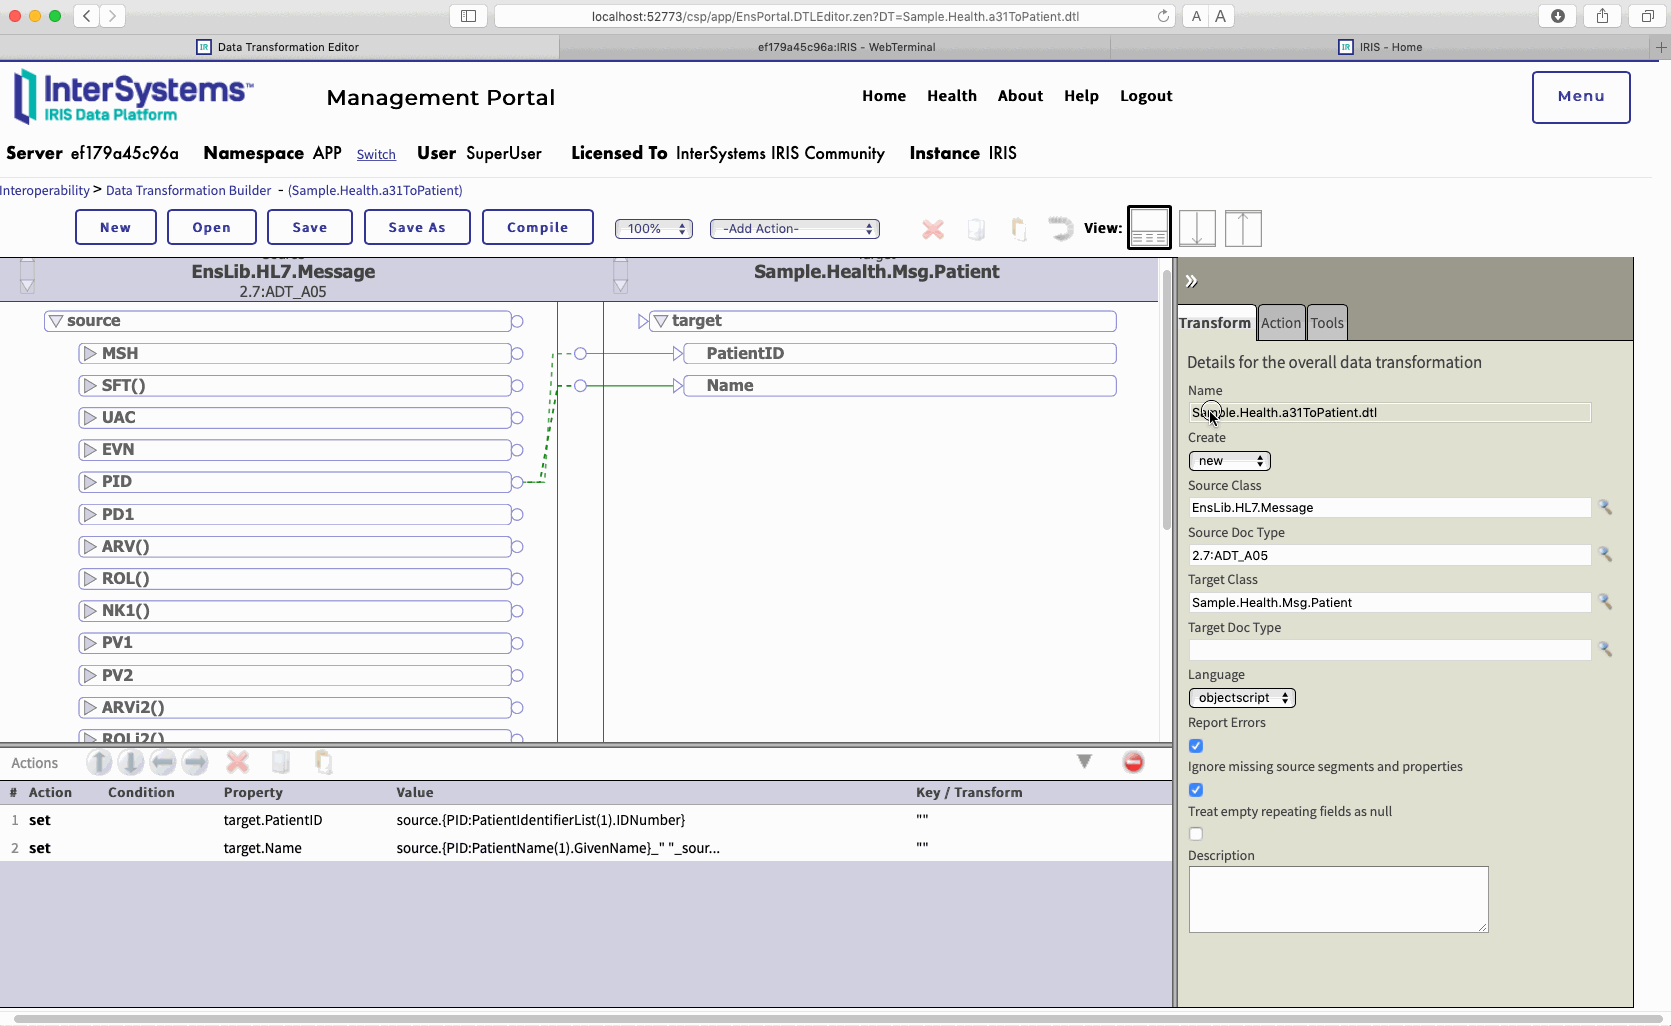 localhost:52773/csp/app/EnsPortal.DTLEditor.zen?DT=Sample.Health.a31ToPatient.dtl
A A
IR Data Transformation Editor
ef179a45c96a:IRIS - WebTerminal
IR IRIS - Home
InterSystems™
IRIS Data Platform
Management Portal
Home Health About Help Logout
Menu
Server ef179a45c96a Namespace APP Switch User SuperUser Licensed To InterSystems IRIS Community Instance IRIS
Interoperability > Data Transformation Builder - (Sample.Health.a31ToPatient)
New Open Save Save As Compile 100% -Add Action- View:
Source
EnsLib.HL7.Message
2.7:ADT_A05
Target
Sample.Health.Msg.Patient
source
MSH
SFT()
UAC
EVN
PID
PD1
ARV()
ROL()
NK1()
PV1
PV2
ARVi2()
ROLi2()
target
PatientID
Name
»
Transform Action Tools
Details for the overall data transformation
Name
Sample.Health.a31ToPatient.dtl
Create
new
Source Class
EnsLib.HL7.Message
Source Doc Type
2.7:ADT_A05
Target Class
Sample.Health.Msg.Patient
Target Doc Type
Language
objectscript
Report Errors
Ignore missing source segments and properties
Treat empty repeating fields as null
Description
Actions
# Action Condition Property Value Key / Transform
1 set target.PatientID source.{PID:PatientIdentifierList(1).IDNumber} ""
2 set target.Name source.{PID:PatientName(1).GivenName}_" "_sour... ""